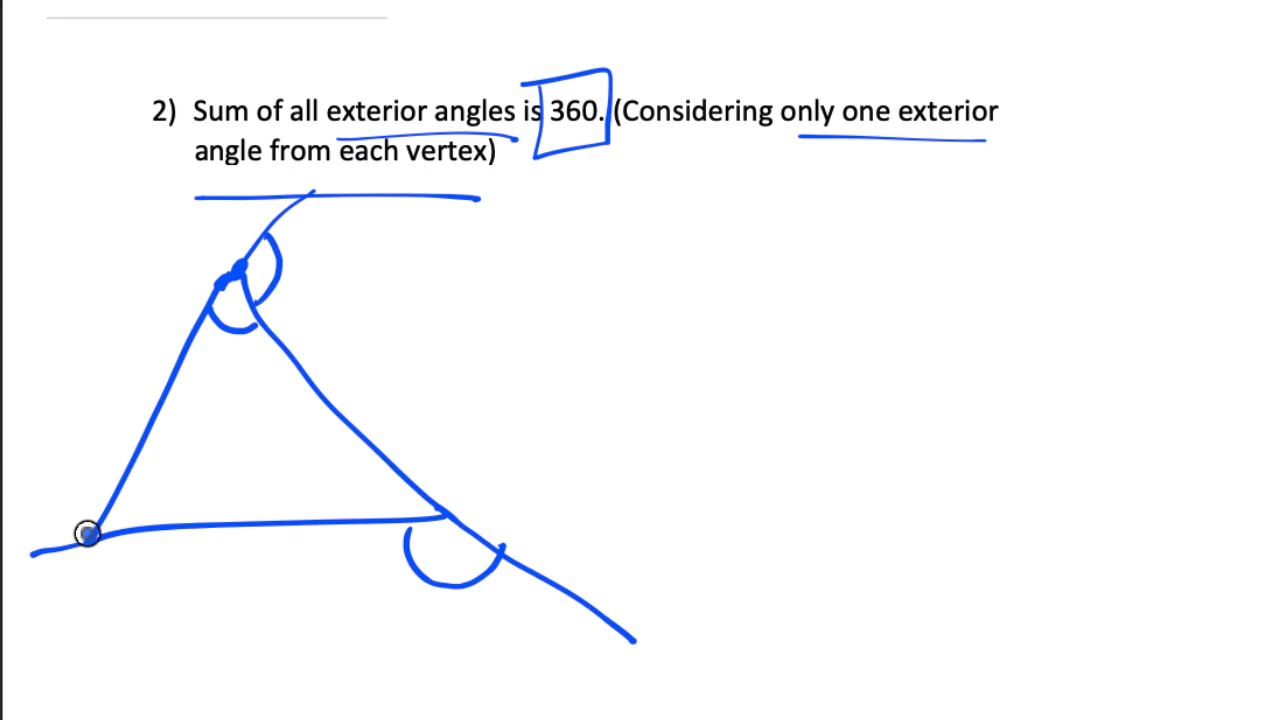 2) Sum of all exterior angles is 360. (Considering only one exterior
angle from each vertex)